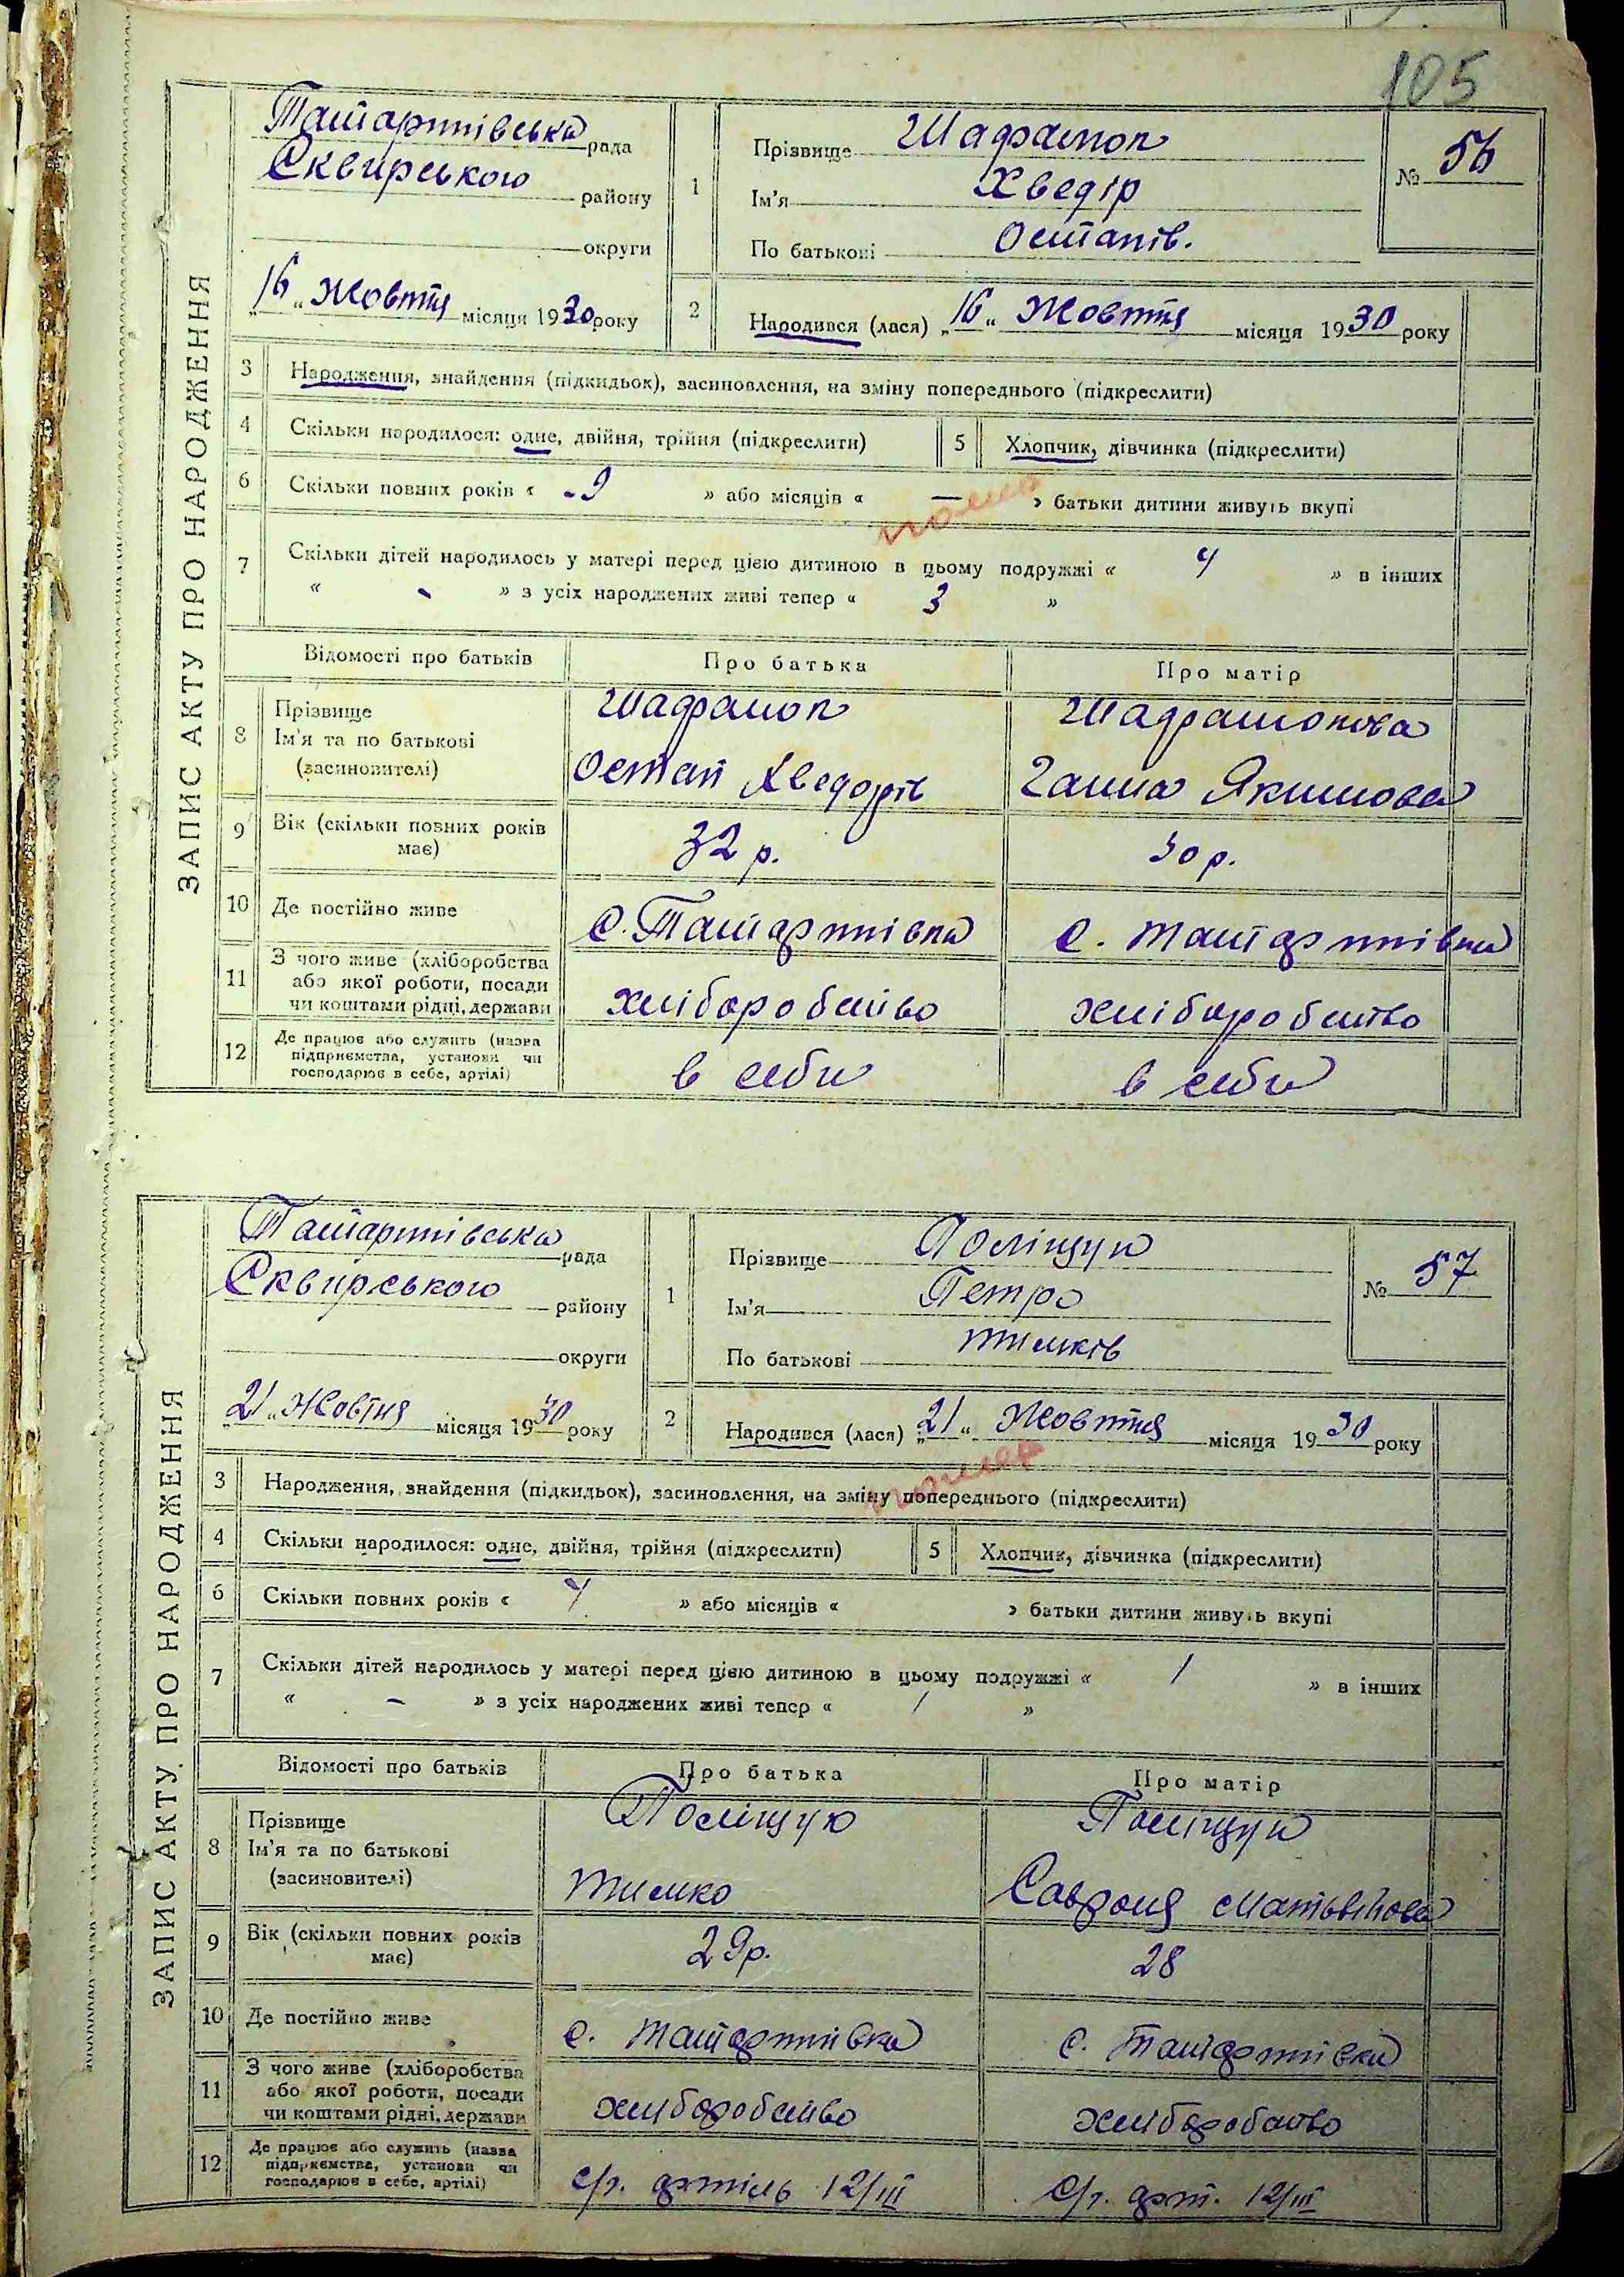 105
ЗАПИС АКТУ ПРО НАРОДЖЕННЯ
Татаринівська рада
Сквирського району
округи
„16“ Жовтня місяця 1930 року
1
Прізвище Шафранюк
Ім'я Хведір
По батькові Остапів.
№ 56
2
Народився (лася) „16“ Жовтня місяця 1930 року
3 Народження, знайдення (підкидьок), засиновлення, на зміну попереднього (підкреслити)
4 Скільки народилося: одне, двійня, трійня (підкреслити) 5 Хлопчик, дівчинка (підкреслити)
6 Скільки повних років « 9 » або місяців « — » батьки дитини живуть вкупі
7 Скільки дітей народилось у матері перед цією дитиною в цьому подружжі « 4 » в інших
« - » з усіх народжених живі тепер « 3 »
Відомості про батьків Про батька Про матір
8 Прізвище
Ім'я та по батькові
(засиновителі)
Остап Хведорів
Ганна Якимова
9 Вік (скільки повних років має) 32 р. 30 р.
10 Де постійно живе
11 З чого живе (хліборобства
або якої роботи, посади
чи коштами рідні, держави
хліборобство хліборобство
12 Де працює або служить (назва
підприємства, установи чи
господарює в себе, артілі)
в себе в себе
ЗАПИС АКТУ ПРО НАРОДЖЕННЯ
Сквирського району
округи
„21“ Жовтня місяця 1930 року
1
Прізвище Поліщук
Ім'я Петро
По батькові Тимків
№ 57
2
Народився (лася) „21“ Жовтня місяця 1930 року
3 Народження, знайдення (підкидьок), засиновлення, на зміну попереднього (підкреслити)
4 Скільки народилося: одне, двійня, трійня (підкреслити) 5 Хлопчик, дівчинка (підкреслити)
6 Скільки повних років « » або місяців « » батьки дитини живуть вкупі
7 Скільки дітей народилось у матері перед цією дитиною в цьому подружжі « 1 » в інших
« - » з усіх народжених живі тепер « 1 »
Відомості про батьків Про батька Про матір
8 Прізвище
Ім'я та по батькові
(засиновителі)
Поліщук Поліщук
Тимко
9 Вік (скільки повних років має) 29 р. 28
10 Де постійно живе
11 З чого живе (хліборобства
або якої роботи, посади
чи коштами рідні, держави
хліборобство хліборобство
12 Де працює або служить (назва
підприємства, установи чи
господарює в себе, артілі)
с/г. артіль 12/III с/г. арт. 12/III